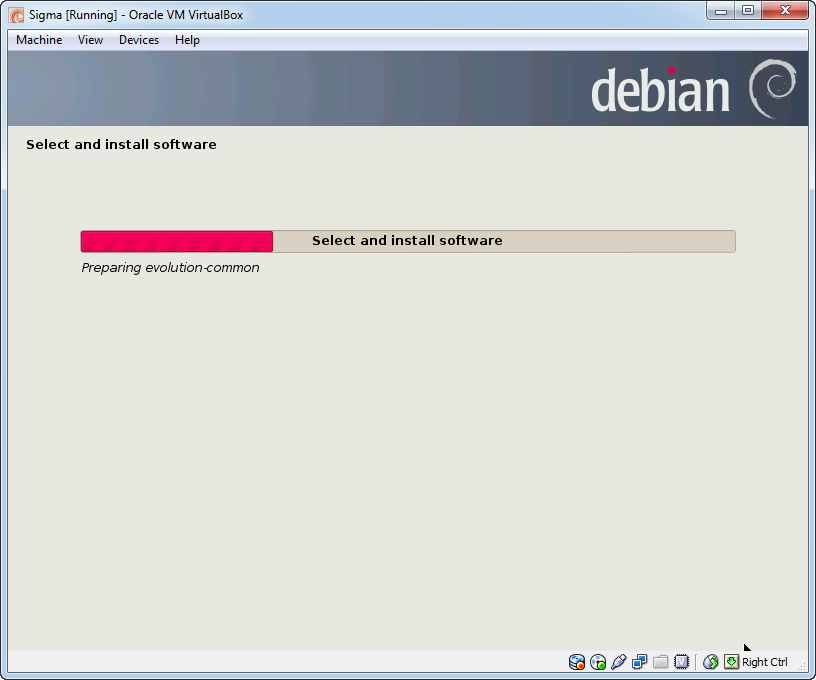 Sigma [Running] - Oracle VM VirtualBox
Machine View Devices Help
debian
Select and install software
Select and install software
Preparing evolution-common
Right Ctrl